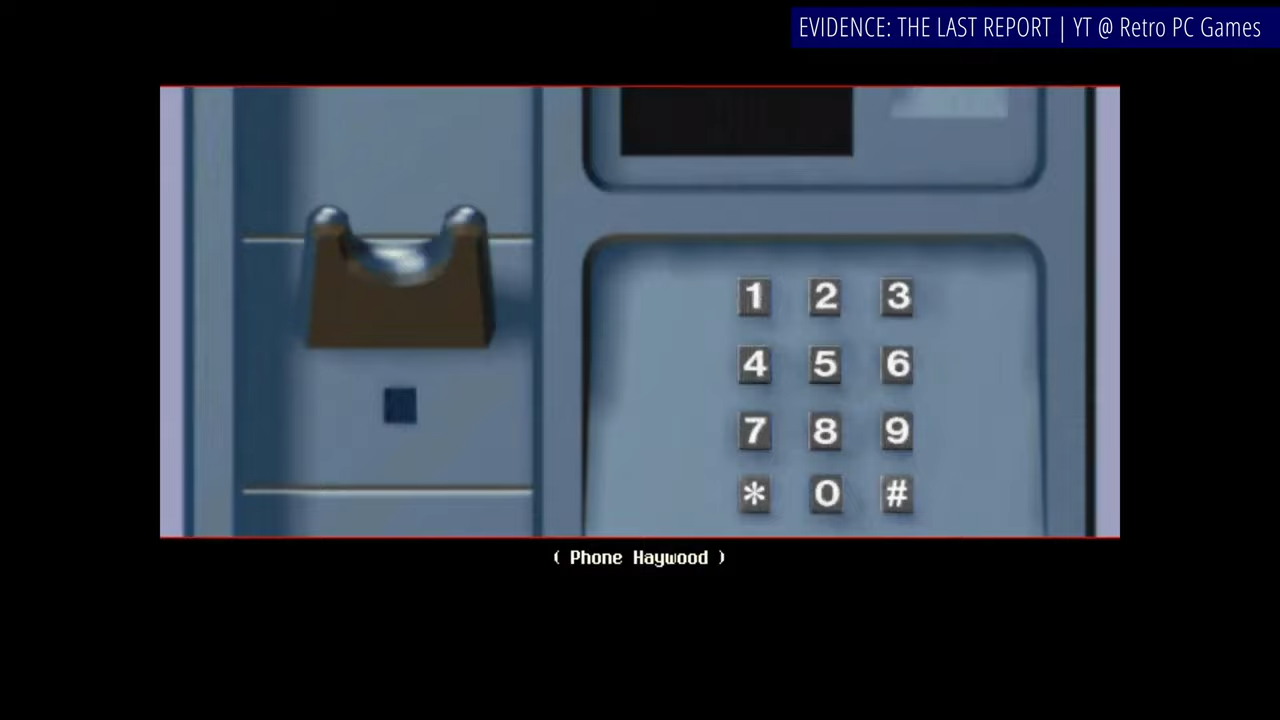 EVIDENCE: THE LAST REPORT | YT @ Retro PC Games
1 2 3
4 5 6
7 8 9
* 0 #
( Phone Haywood )